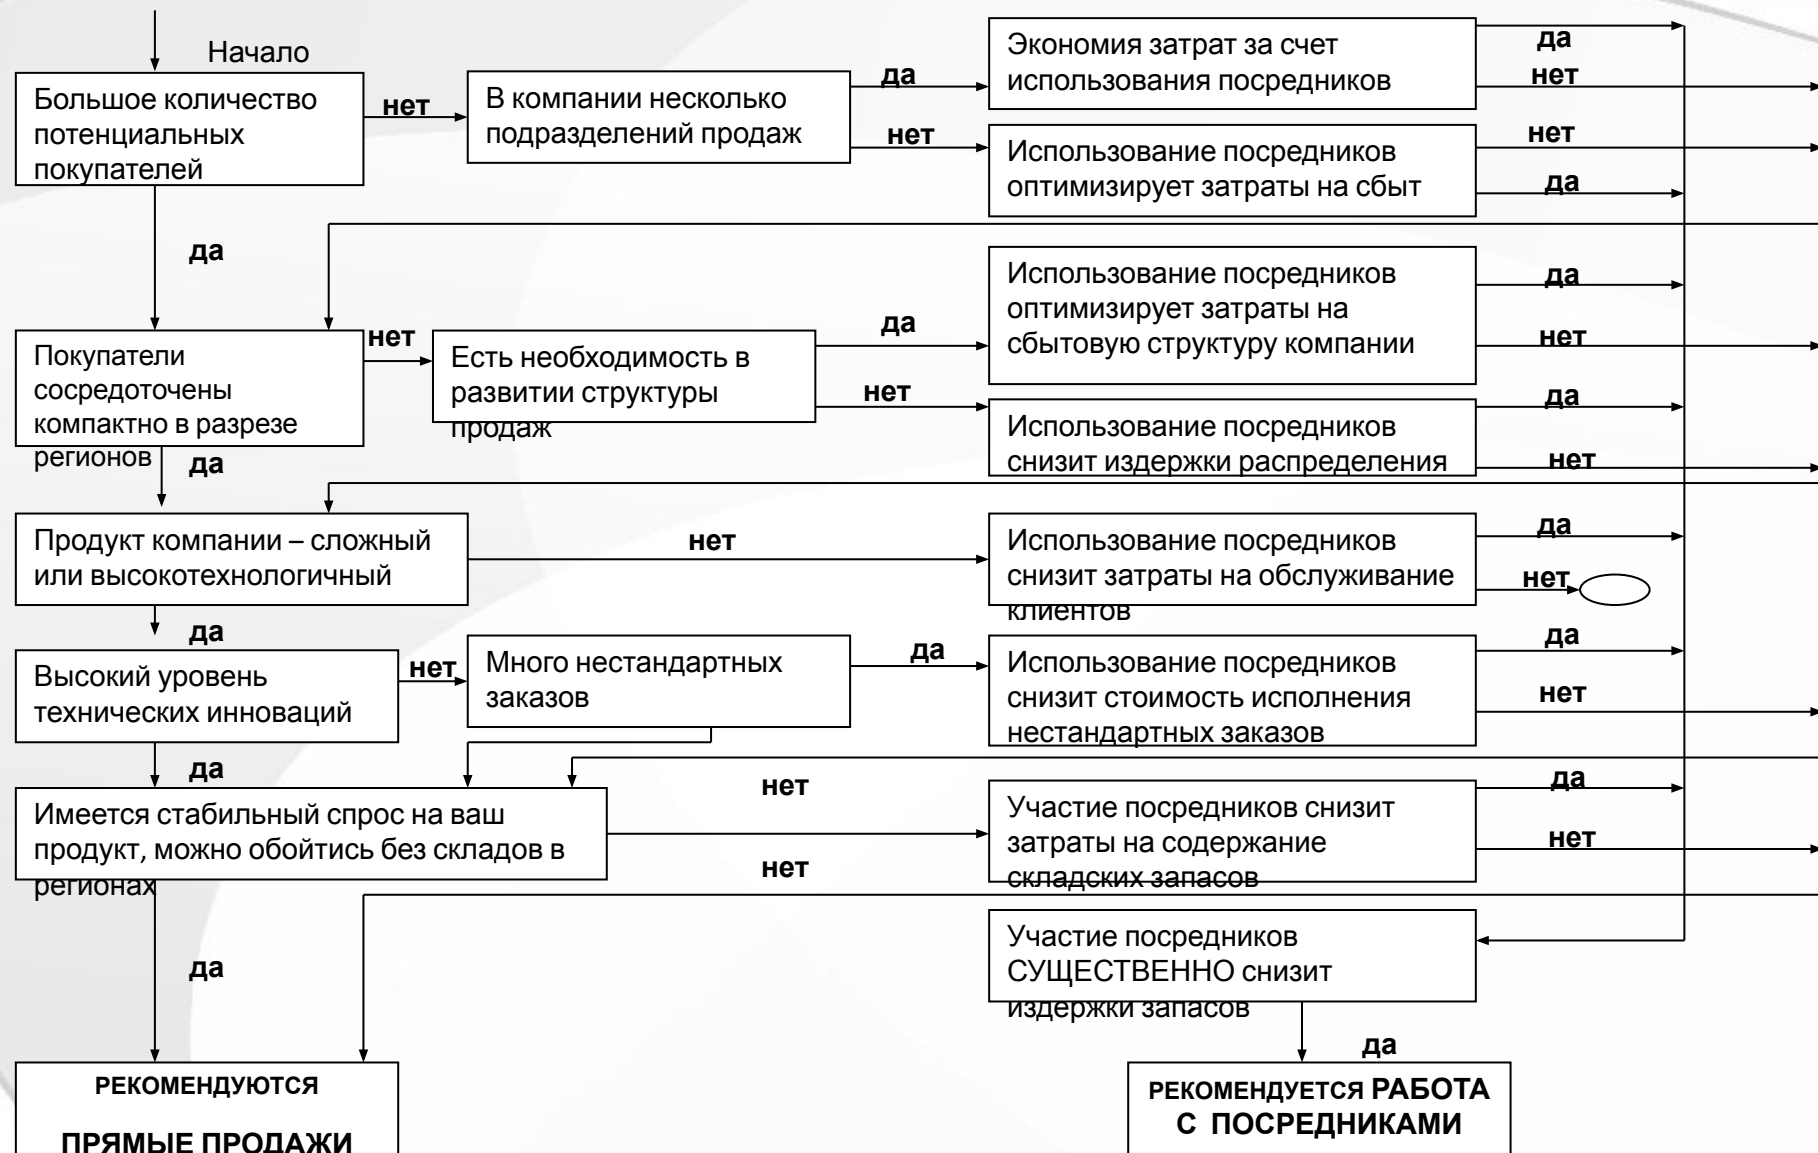 Начало
Большое количество
потенциальных
покупателей
нет
В компании несколько
подразделений продаж
да
нет
Экономия затрат за счет
использования посредников
да
нет
Использование посредников
оптимизирует затраты на сбыт
нет
да
да
Покупатели
сосредоточены
компактно в разрезе
регионов
нет
Есть необходимость в
развитии структуры
продаж
да
нет
Использование посредников
оптимизирует затраты на
сбытовую структуру компании
да
нет
Использование посредников
снизит издержки распределения
да
нет
да
Продукт компании – сложный
или высокотехнологичный
нет
Использование посредников
снизит затраты на обслуживание
клиентов
да
нет
да
Высокий уровень
технических инноваций
нет
Много нестандартных
заказов
да
Использование посредников
снизит стоимость исполнения
нестандартных заказов
да
нет
да
Имеется стабильный спрос на ваш
продукт, можно обойтись без складов в
регионах
нет
нет
Участие посредников снизит
затраты на содержание
складских запасов
да
нет
да
Участие посредников
СУЩЕСТВЕННО снизит
издержки запасов
да
РЕКОМЕНДУЮТСЯ
ПРЯМЫЕ ПРОДАЖИ
РЕКОМЕНДУЕТСЯ РАБОТА
С ПОСРЕДНИКАМИ